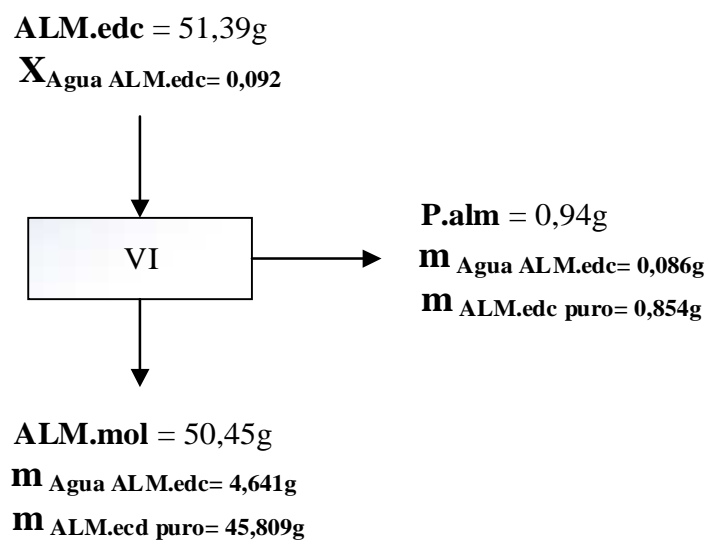 ALM.edc = 51,39g
X Agua ALM.edc= 0,092
VI
P.alm = 0,94g
m Agua ALM.edc= 0,086g
m ALM.edc puro= 0,854g
ALM.mol = 50,45g
m Agua ALM.edc= 4,641g
m ALM.ecd puro= 45,809g